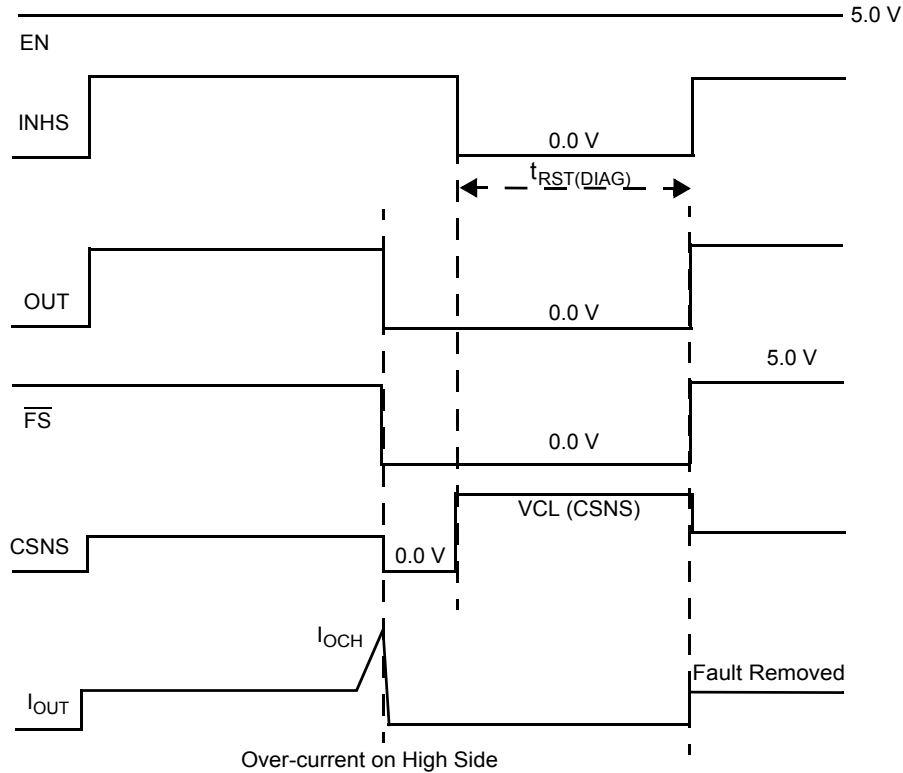 5.0 V
EN
INHS
0.0 V
tRST(DIAG)
OUT
0.0 V
5.0 V
FS
0.0 V
VCL (CSNS)
CSNS
0.0 V
IOCH
Fault Removed
IOUT
Over-current on High Side